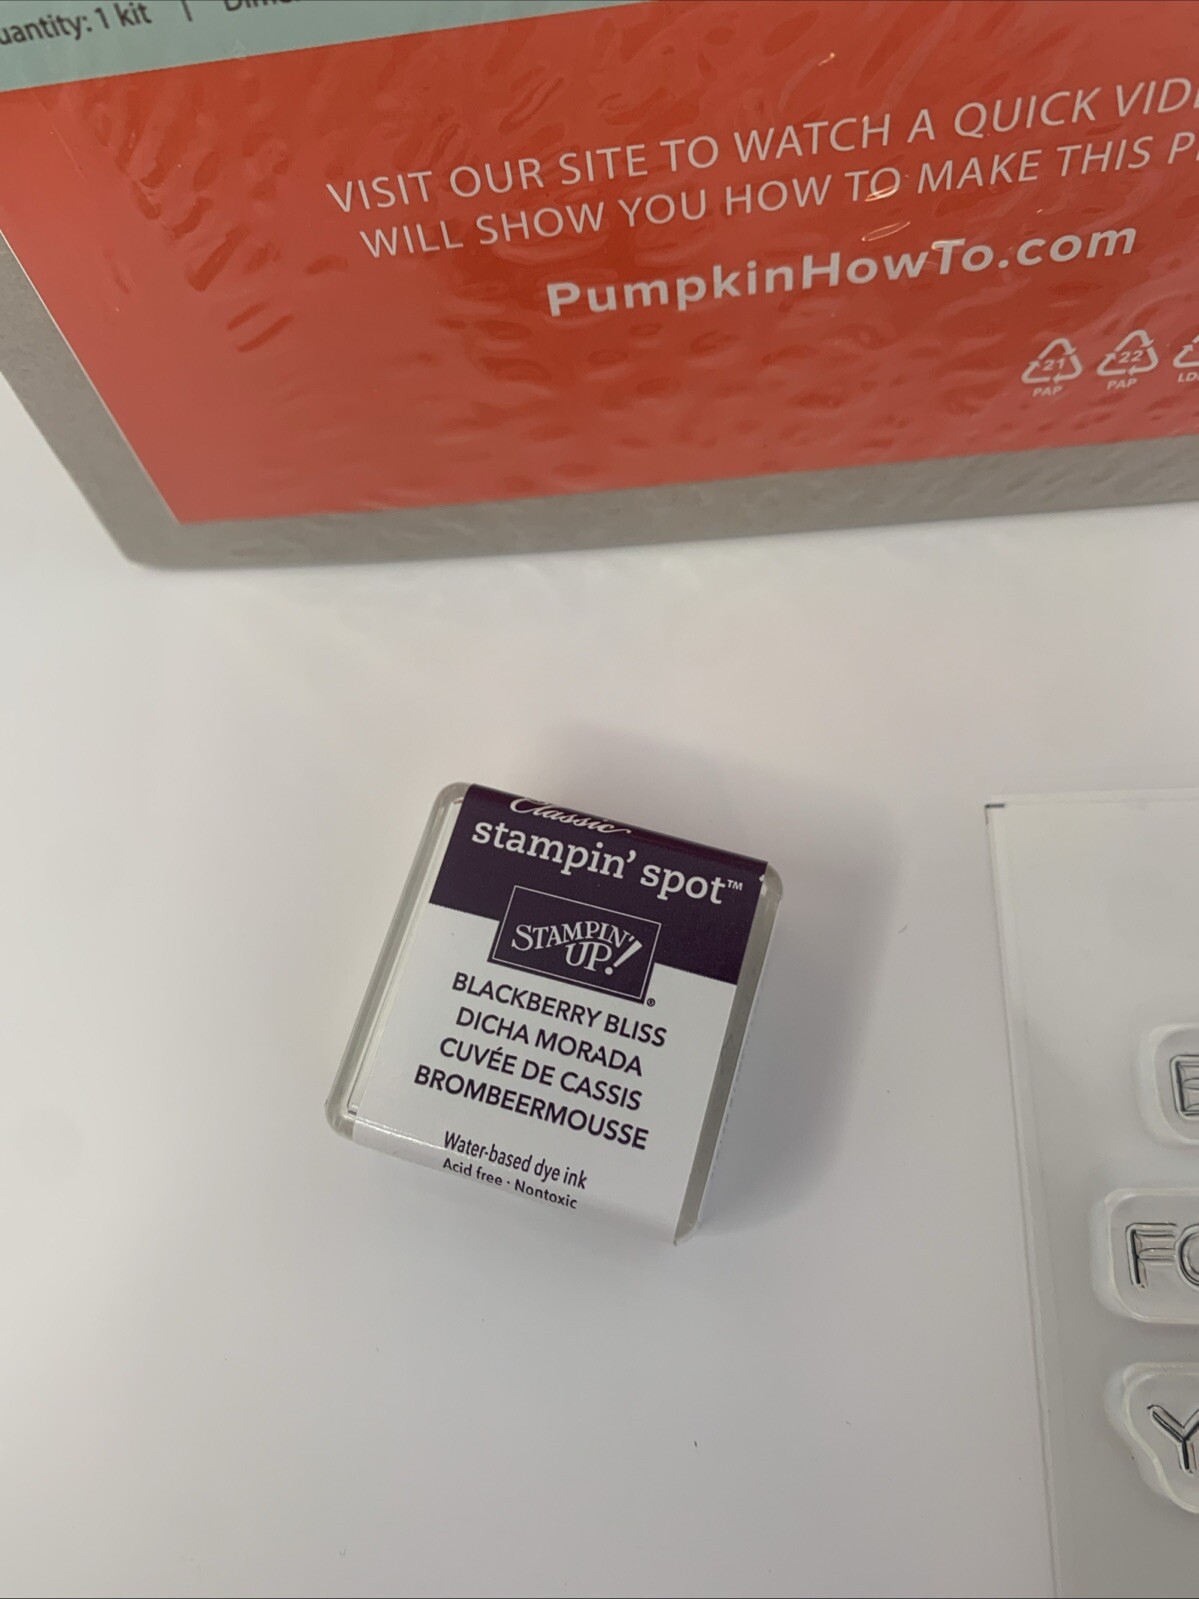 uantity: 1 kit |
VISIT OUR SITE TO WATCH A QUICK VID
WILL SHOW YOU HOW TO MAKE THIS P
PumpkinHowTo.com
21 22
PAP PAP LD
Classic
stampin' spot™
STAMPIN'
UP!®
BLACKBERRY BLISS
DICHA MORADA
CUVÉE DE CASSIS
BROMBEERMOUSSE
Water-based dye ink
Acid free · Nontoxic
FO
Y